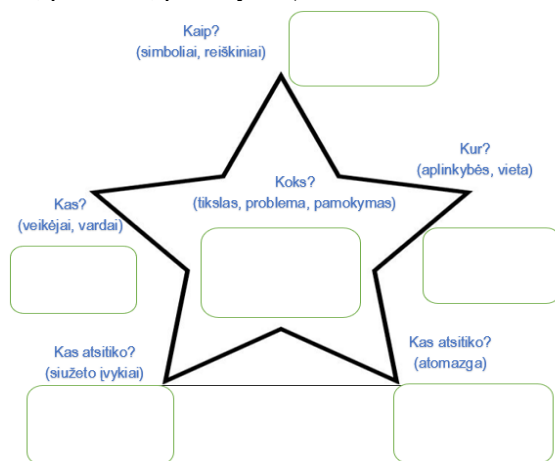 Kaip?
(simboliai, reiškiniai)
Kur?
(aplinkybės, vieta)
Kas?
(veikėjai, vardai)
Koks?
(tikslas, problema, pamokymas)
Kas atsitiko?
(siužeto įvykiai)
Kas atsitiko?
(atomazga)